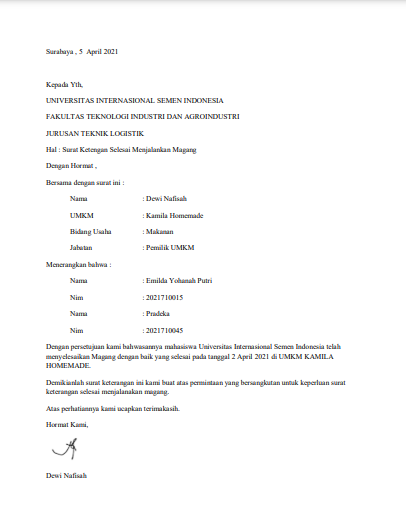 Surabaya , 5 April 2021
Kepada Yth,
UNIVERSITAS INTERNASIONAL SEMEN INDONESIA
FAKULTAS TEKNOLOGI INDUSTRI DAN AGROINDUSTRI
JURUSAN TEKNIK LOGISTIK
Hal : Surat Ketengan Selesai Menjalankan Magang
Dengan Hormat ,
Bersama dengan surat ini :
Nama : Dewi Nafisah
UMKM : Kamila Homemade
Bidang Usaha : Makanan
Jabatan : Pemilik UMKM
Menerangkan bahwa :
Nama : Emilda Yohanah Putri
Nim : 2021710015
Nama : Pradeka
Nim : 2021710045
Dengan persetujuan kami bahwasannya mahasiswa Universitas Internasional Semen Indonesia telah
menyelesaikan Magang dengan baik yang selesai pada tanggal 2 April 2021 di UMKM KAMILA
HOMEMADE.
Demikianlah surat keterangan ini kami buat atas permintaan yang bersangkutan untuk keperluan surat
keterangan selesai menjalanakan magang.
Atas perhatiannya kami ucapkan terimakasih.
Hormat Kami,
Dewi Nafisah